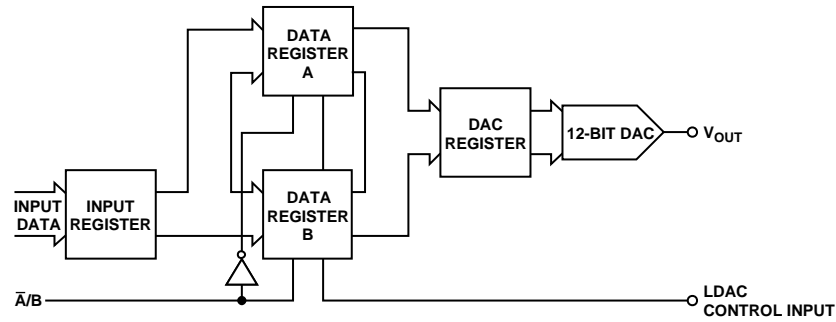 DATA
REGISTER
A
DAC
REGISTER
12-BIT DAC
VOUT
INPUT
DATA
INPUT
REGISTER
DATA
REGISTER
B
A̅/B
LDAC
CONTROL INPUT